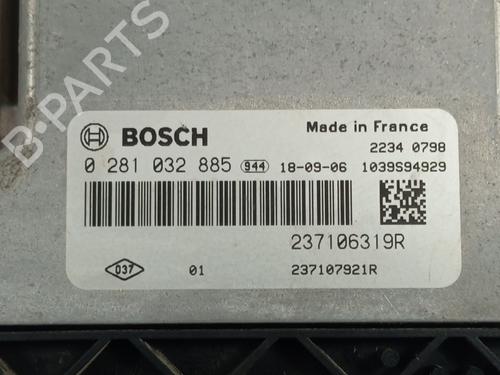 B-PARTS
BOSCH
Made in France
2234 0798
0 281 032 885 944 18-09-06 1039S94929
237106319R
D37 01 237107921R